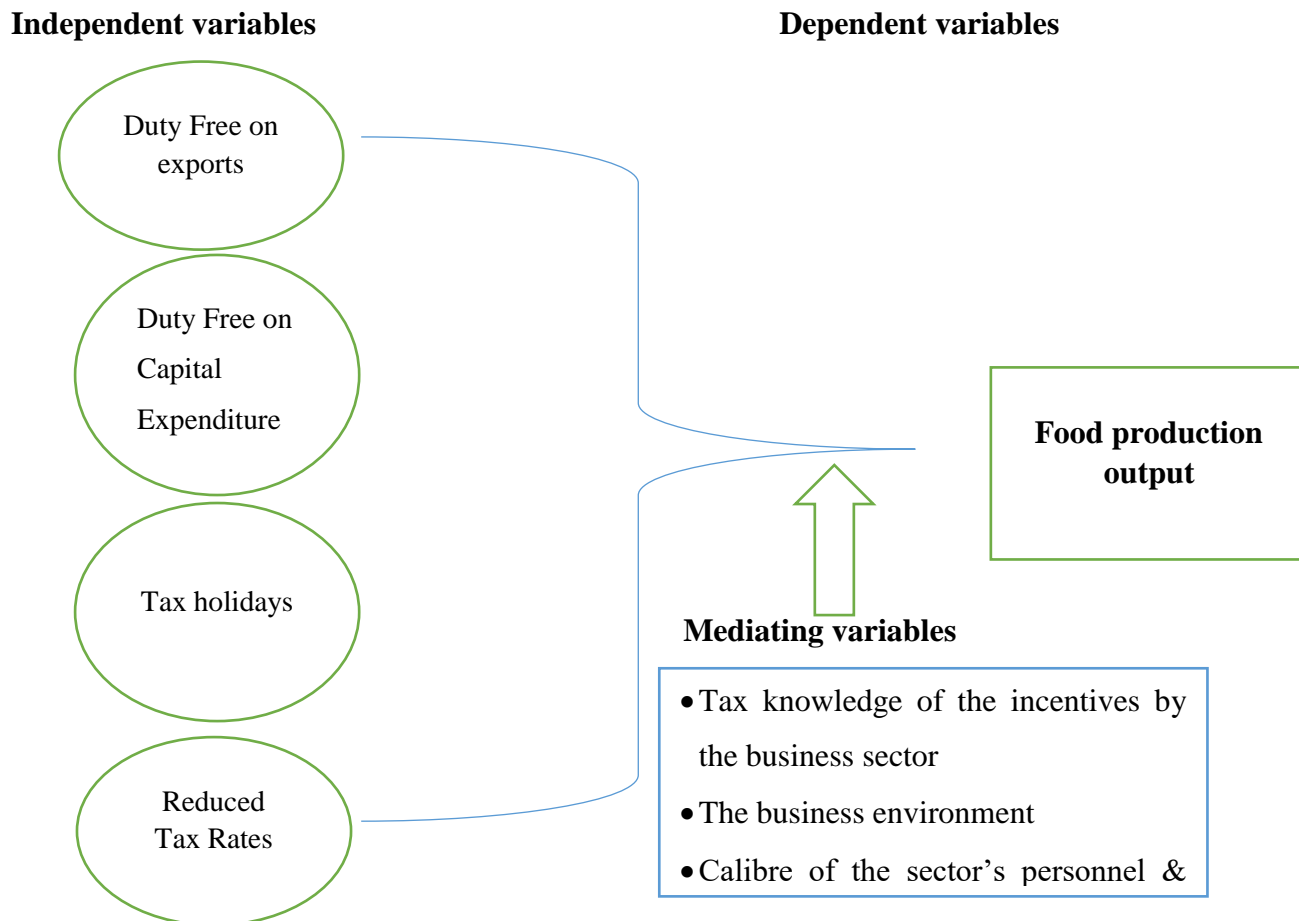 Independent variables
Dependent variables
Duty Free on
exports
Duty Free on
Capital
Expenditure
Tax holidays
Reduced
Tax Rates
Food production
output
Mediating variables
•Tax knowledge of the incentives by
the business sector
•The business environment
•Calibre of the sector’s personnel &